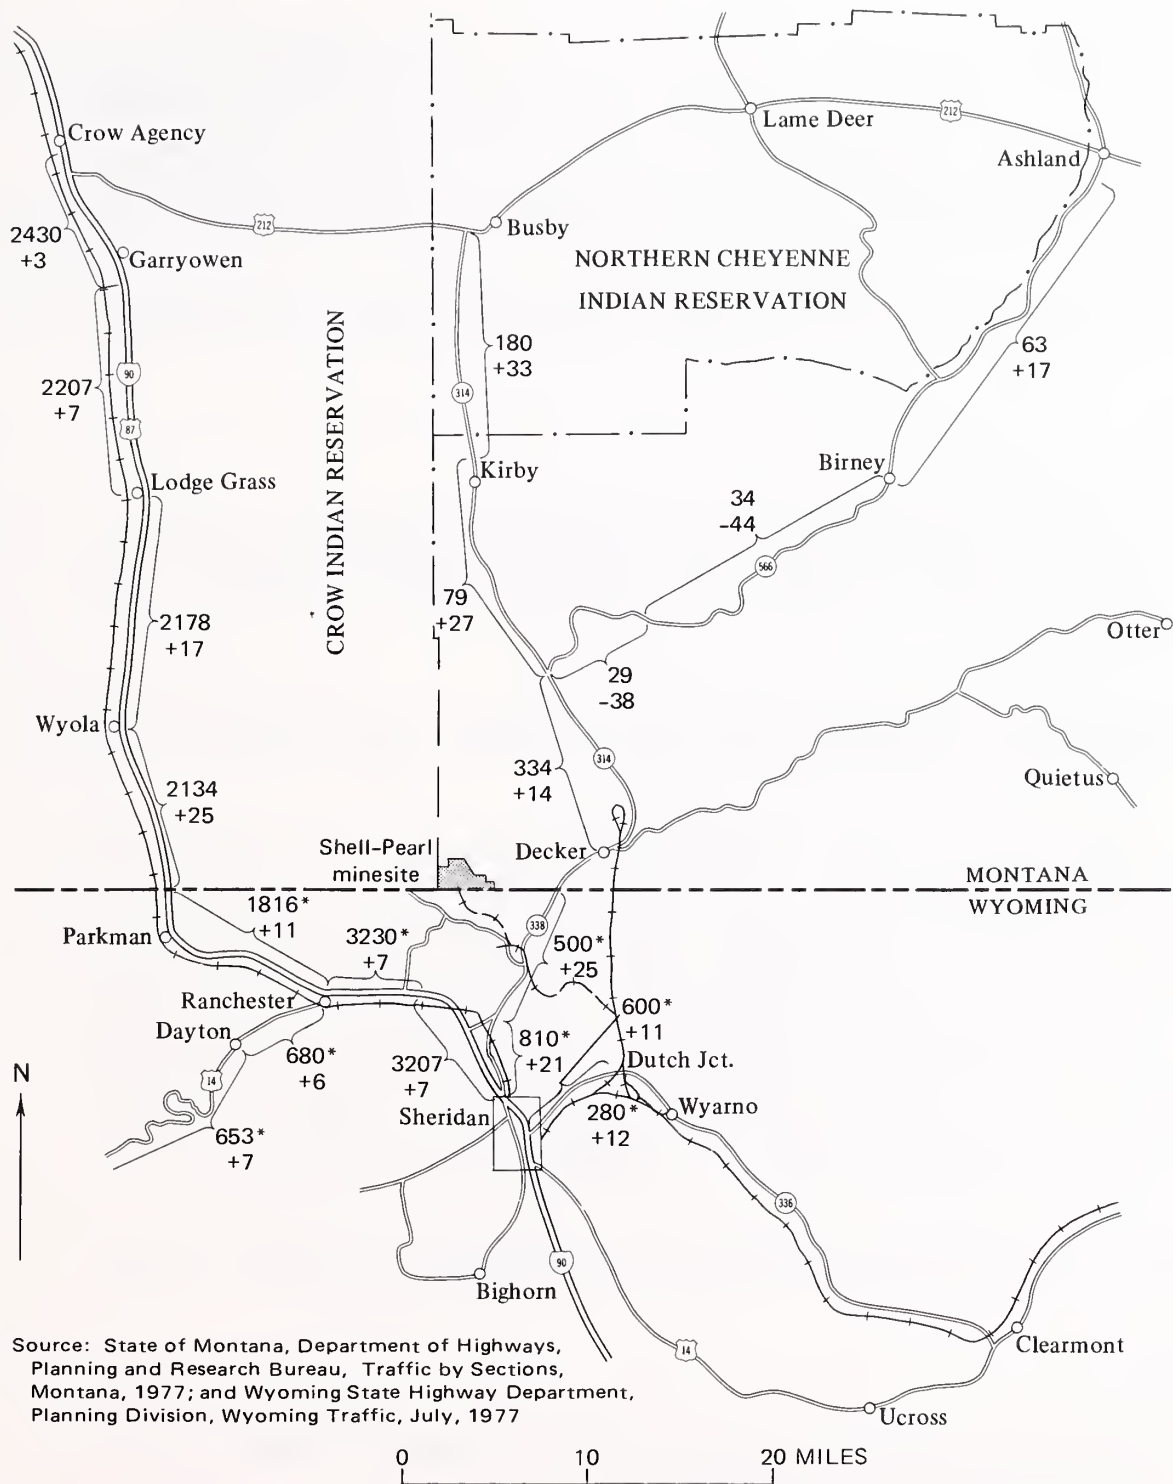 Crow Agency
Lame Deer
212
Ashland
2430
+3
212
Busby
Garryowen
NORTHERN CHEYENNE
INDIAN RESERVATION
180
+33
63
+17
90
2207
+7
314
87
CROW INDIAN RESERVATION
Lodge Grass
Kirby
Birney
34
-44
566
79
+27
2178
+17
Otter
29
-38
Wyola
314
334
+14
Quietus
2134
+25
Shell-Pearl
minesite
Decker
MONTANA
WYOMING
1816*
+11
Parkman
3230*
+7
338
500*
+25
Ranchester
600*
+11
Dayton
680*
+6
810*
+21
3207
+7
Dutch Jct.
N
14
Sheridan
280*
+12
Wyarno
653*
+7
336
90
Bighorn
Clearmont
14
Ucross
Source: State of Montana, Department of Highways,
Planning and Research Bureau, Traffic by Sections,
Montana, 1977; and Wyoming State Highway Department,
Planning Division, Wyoming Traffic, July, 1977
0 10 20 MILES